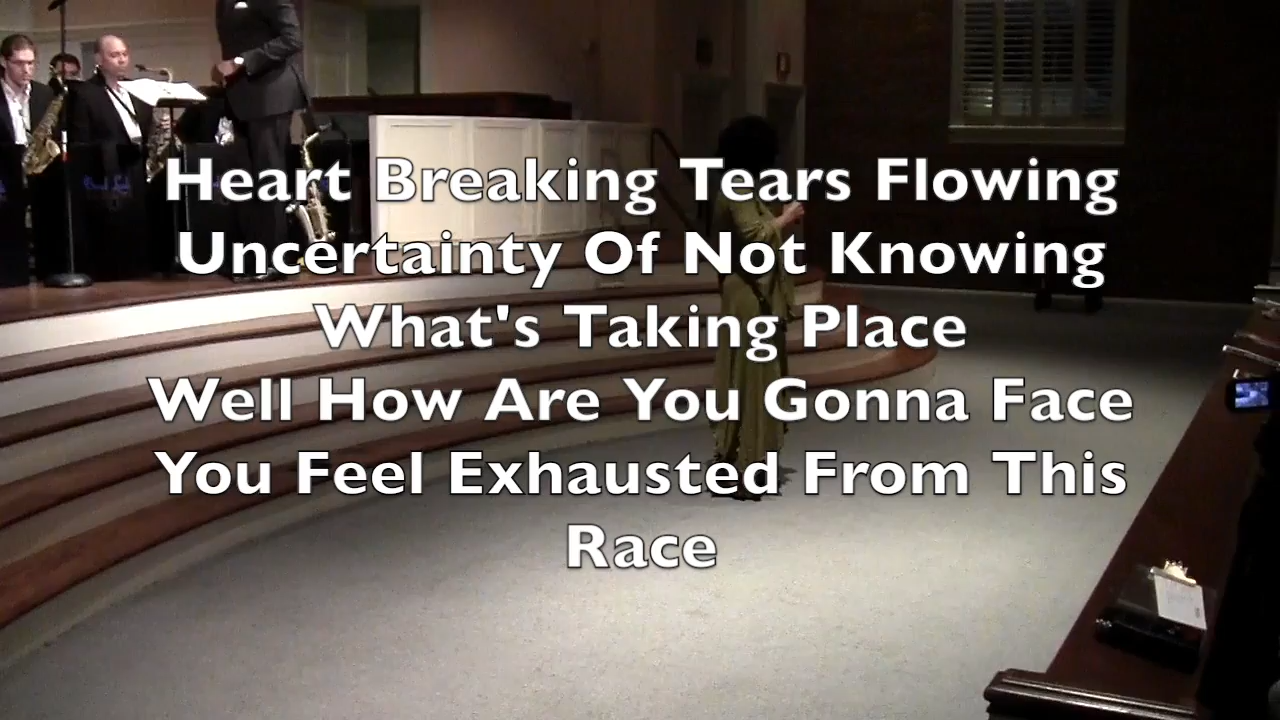 Heart Breaking Tears Flowing
Uncertainty Of Not Knowing
What's Taking Place
Well How Are You Gonna Face
You Feel Exhausted From This
Race